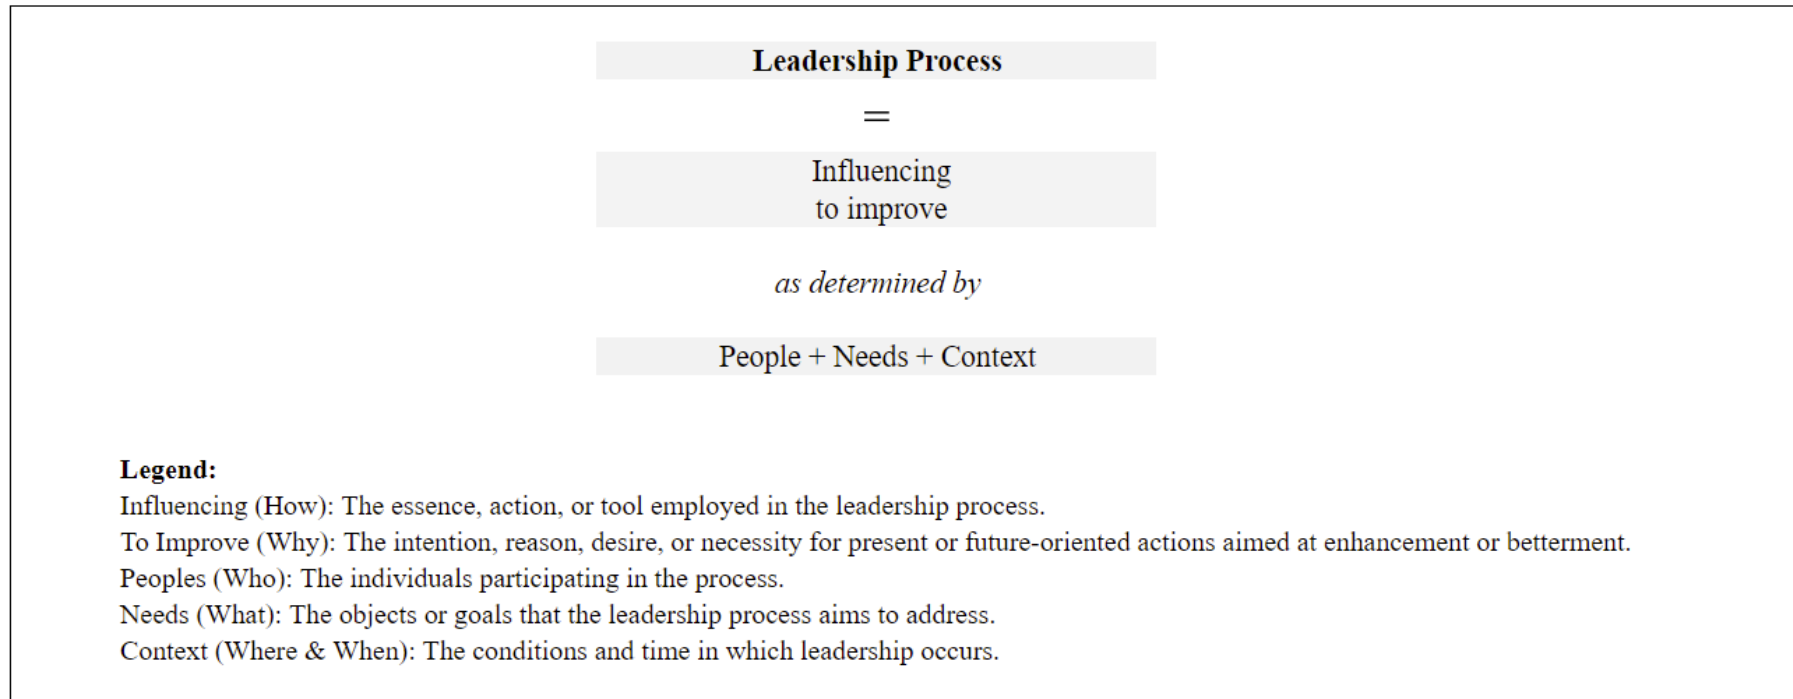 Leadership Process
=
Influencing
to improve
as determined by
People + Needs + Context
Legend:
Influencing (How): The essence, action, or tool employed in the leadership process.
To Improve (Why): The intention, reason, desire, or necessity for present or future-oriented actions aimed at enhancement or betterment.
Peoples (Who): The individuals participating in the process.
Needs (What): The objects or goals that the leadership process aims to address.
Context (Where & When): The conditions and time in which leadership occurs.